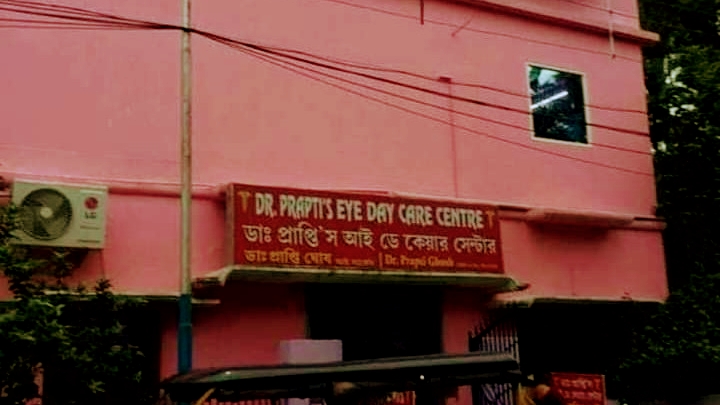 DR. PRAPTI'S EYE DAY CARE CENTRE
ডাঃ প্রাপ্তি'স আই ডে কেয়ার সেন্টার
ডাঃ প্রাপ্তি ঘোষ
Dr. Prapti Ghosh
LG